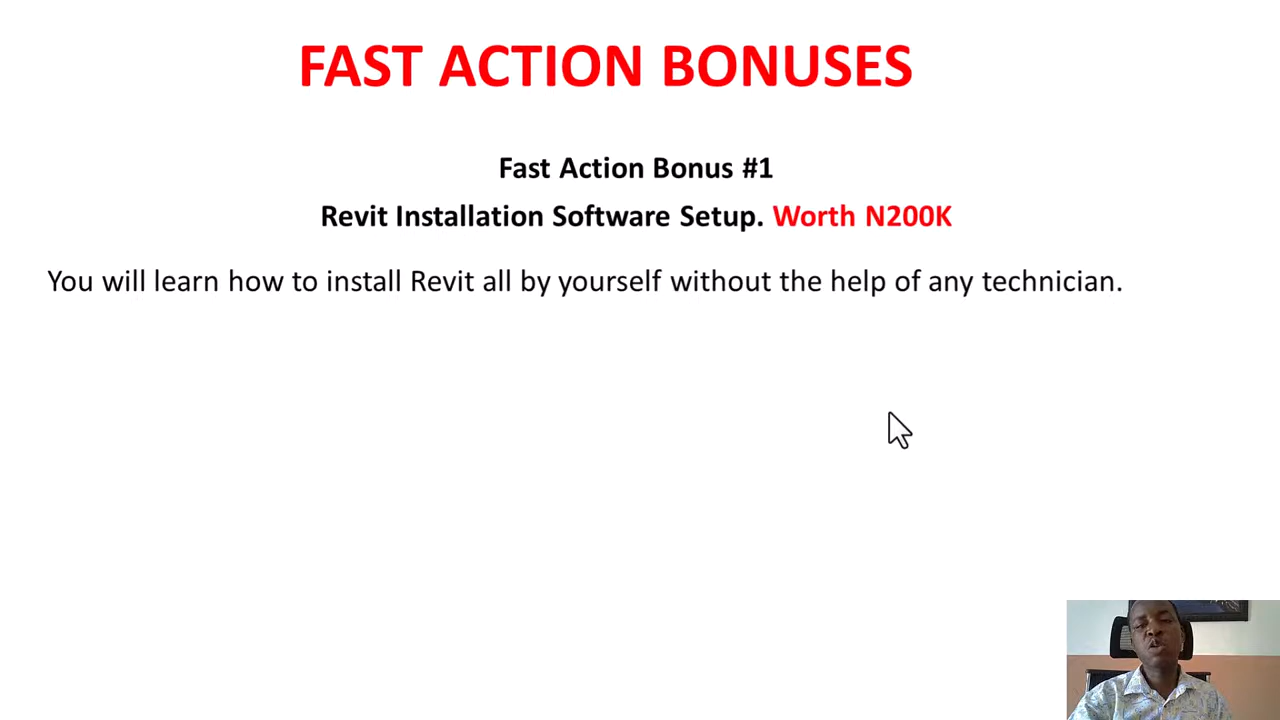 FAST ACTION BONUSES
Fast Action Bonus #1
Revit Installation Software Setup. Worth N200K
You will learn how to install Revit all by yourself without the help of any technician.